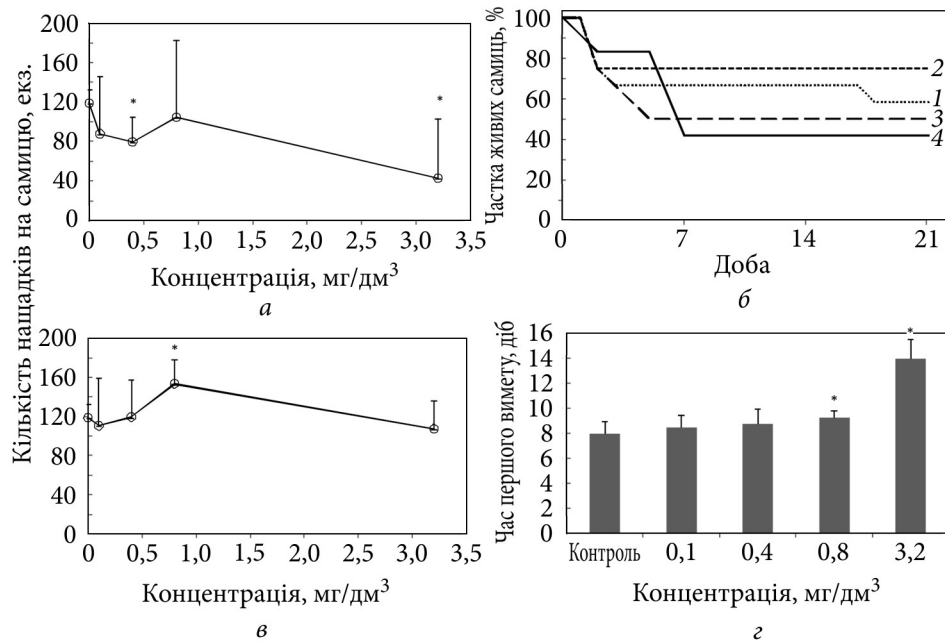 Кількість нащадків на самицю, екз.
200
160
120
80
40
0
*
*
0 0,5 1,0 1,5 2,0 2,5 3,0 3,5
Концентрація, мг/дм³
а
Частка живих самиць, %
100
80
60
40
20
0
2
1
3
4
0 7 14 21
Доба
б
200
160
120
80
40
0
*
0 0,5 1,0 1,5 2,0 2,5 3,0 3,5
Концентрація, мг/дм³
в
Час першого вимету, діб
16
14
12
10
8
6
4
2
0
*
*
Контроль 0,1 0,4 0,8 3,2
Концентрація, мг/дм³
г